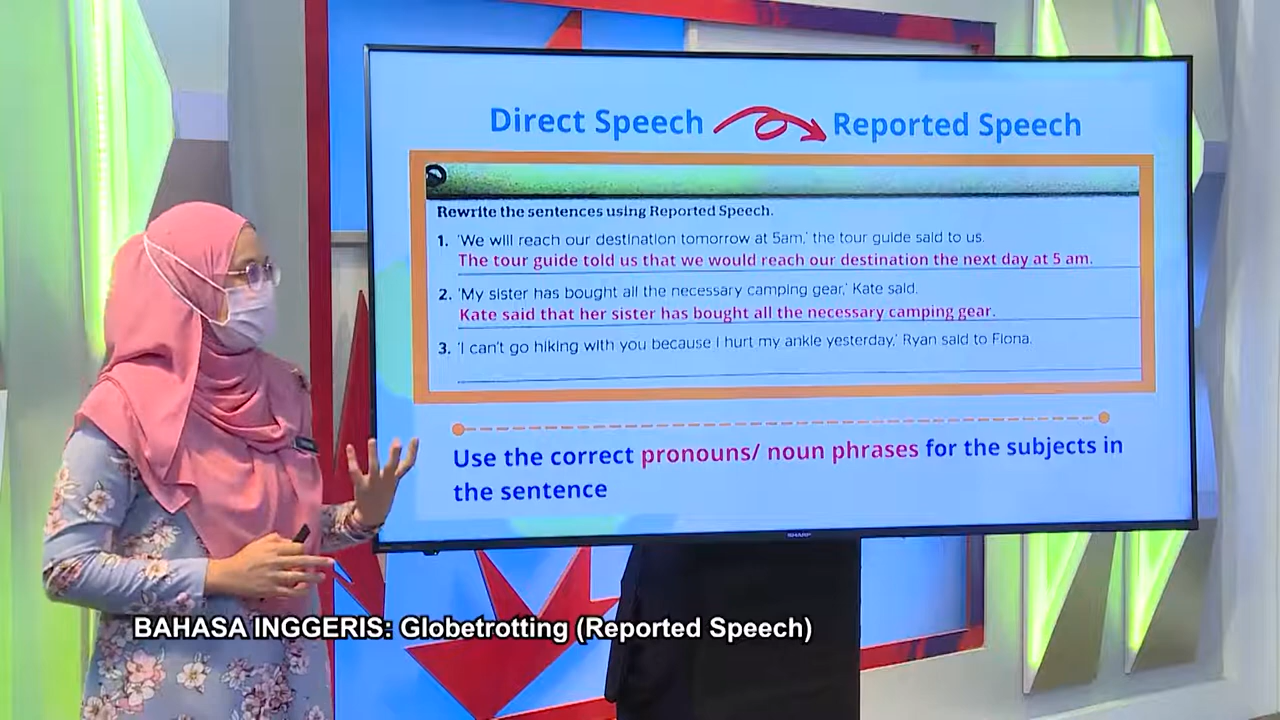 Direct Speech Reported Speech
Rewrite the sentences using Reported Speech.
1. 'We will reach our destination tomorrow at 5am,' the tour guide said to us.
The tour guide told us that we would reach our destination the next day at 5 am.
2. 'My sister has bought all the necessary camping gear,' Kate said.
Kate said that her sister has bought all the necessary camping gear.
3. 'I can't go hiking with you because I hurt my ankle yesterday,' Ryan said to Fiona.
Use the correct pronouns/ noun phrases for the subjects in
the sentence
SHARP
BAHASA INGGERIS: Globetrotting (Reported Speech)